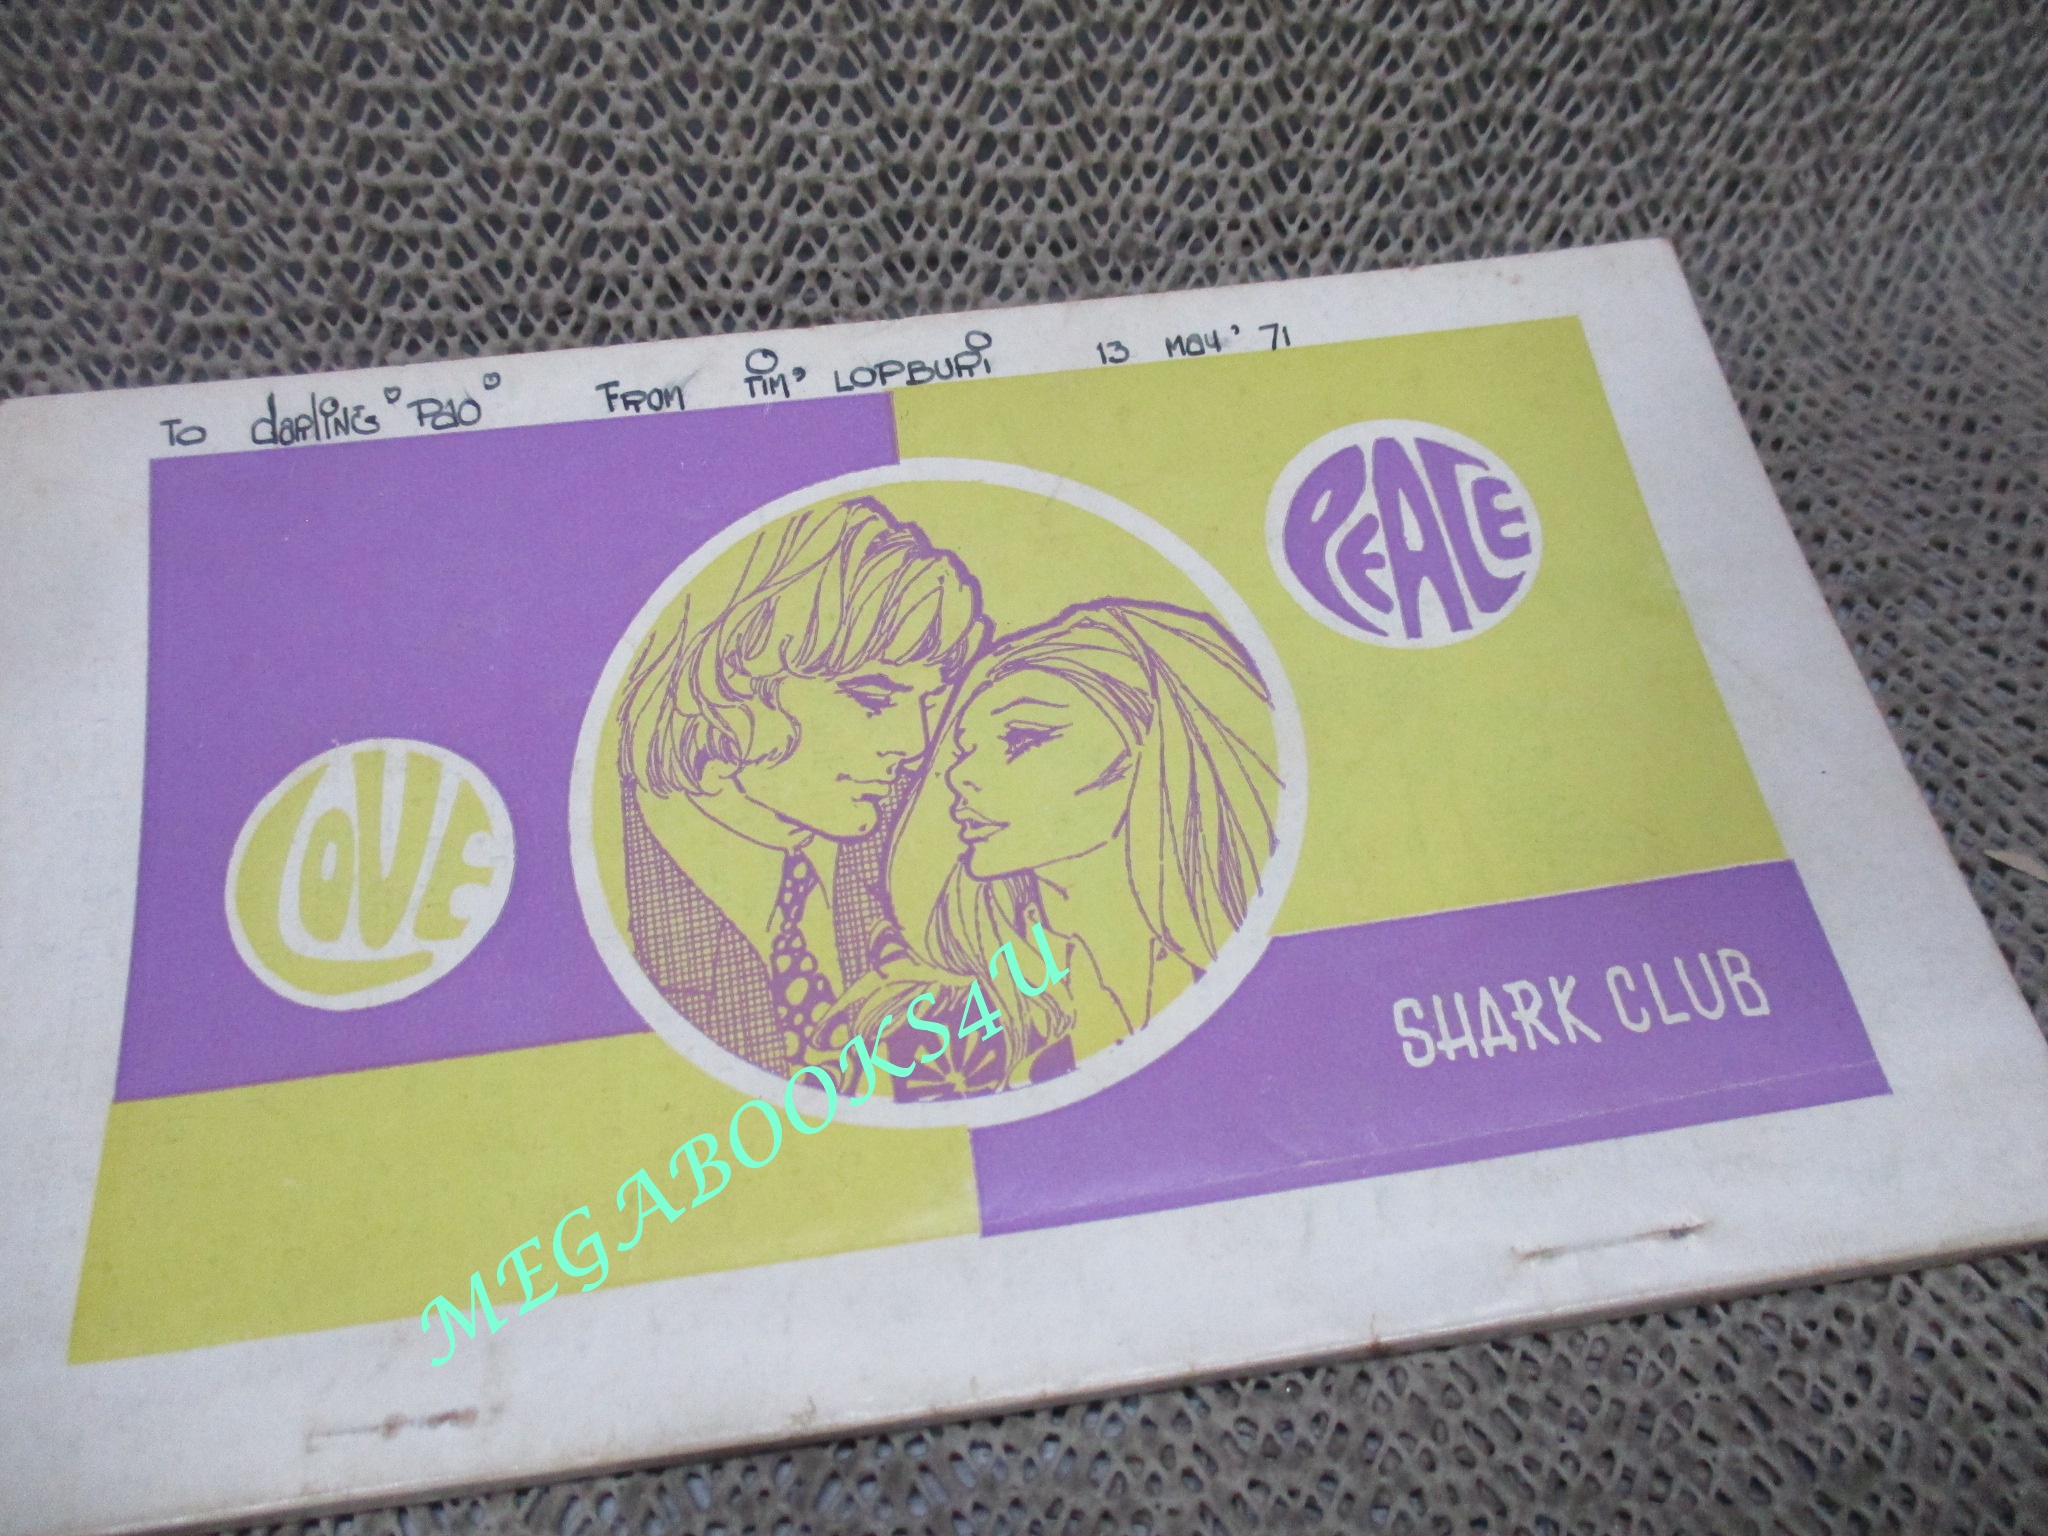 To darling "Pao" FROM TIM' LOPBURI 13 May' 71
PEACE
LOVE
SHARK CLUB
MEGABOOKS4U